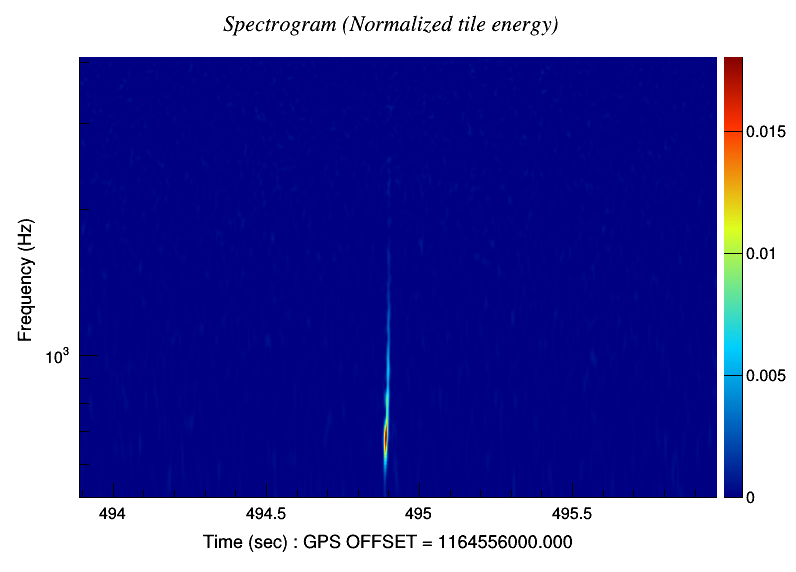 Spectrogram (Normalized tile energy)
0.015
0.01
Frequency (Hz)
10³
0.005
0
494 494.5 495 495.5
Time (sec) : GPS OFFSET = 1164556000.000